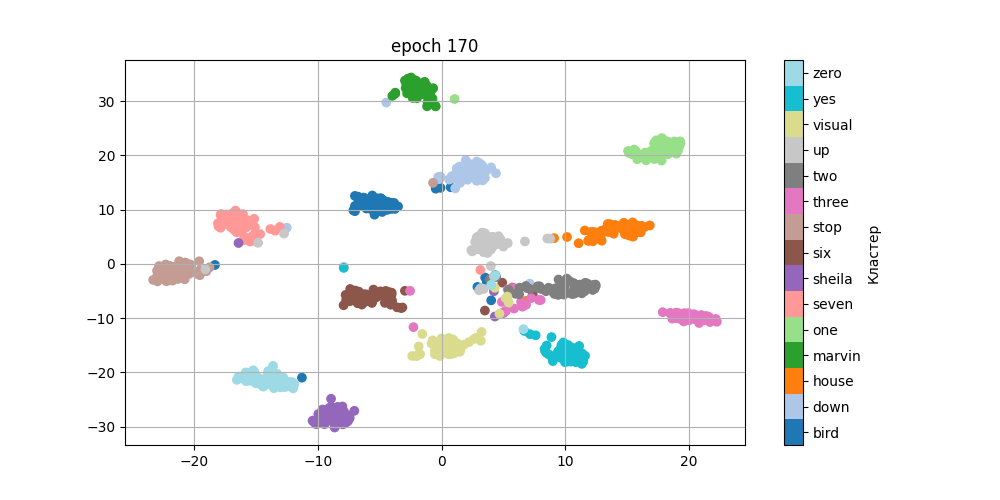 epoch 170
30
20
10
0
−10
−20
−30
−20
−10
0
10
20
zero
yes
visual
up
two
three
stop
six
sheila
seven
one
marvin
house
down
bird
Кластер